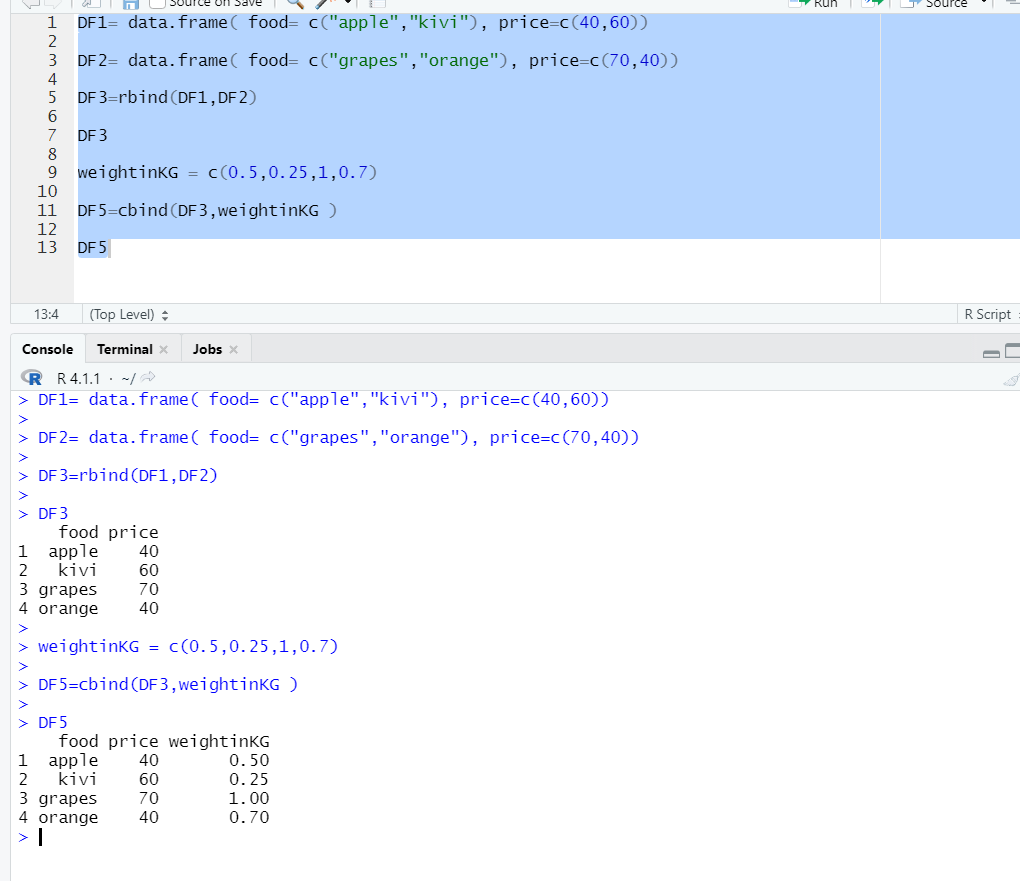 Source on Save Run Source
1 DF1= data.frame( food= c("apple","kivi"), price=c(40,60))
2
3 DF2= data.frame( food= c("grapes","orange"), price=c(70,40))
4
5 DF3=rbind(DF1,DF2)
6
7 DF3
8
9 weightinKG = c(0.5,0.25,1,0.7)
10
11 DF5=cbind(DF3,weightinKG )
12
13 DF5
13:4 (Top Level) R Script
Console Terminal Jobs
R R 4.1.1 · ~/
> DF1= data.frame( food= c("apple","kivi"), price=c(40,60))
>
> DF2= data.frame( food= c("grapes","orange"), price=c(70,40))
>
> DF3=rbind(DF1,DF2)
>
> DF3
food price
1 apple 40
2 kivi 60
3 grapes 70
4 orange 40
>
> weightinKG = c(0.5,0.25,1,0.7)
>
> DF5=cbind(DF3,weightinKG )
>
> DF5
food price weightinKG
1 apple 40 0.50
2 kivi 60 0.25
3 grapes 70 1.00
4 orange 40 0.70
>